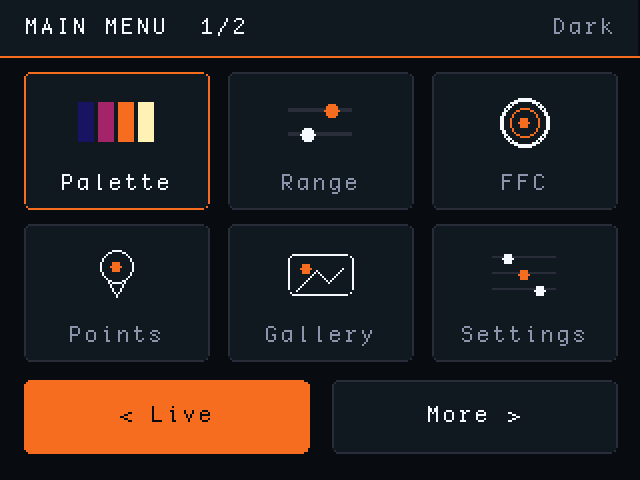 MAIN MENU 1/2 Dark
Palette Range FFC
Points Gallery Settings
< Live More >